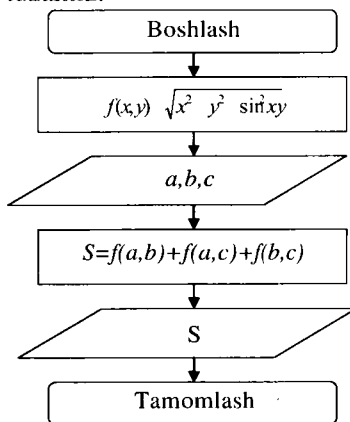 Boshlash
f(x,y) √x² y² sin²xy
a,b,c
S=f(a,b)+f(a,c)+f(b,c)
S
Tamomlash